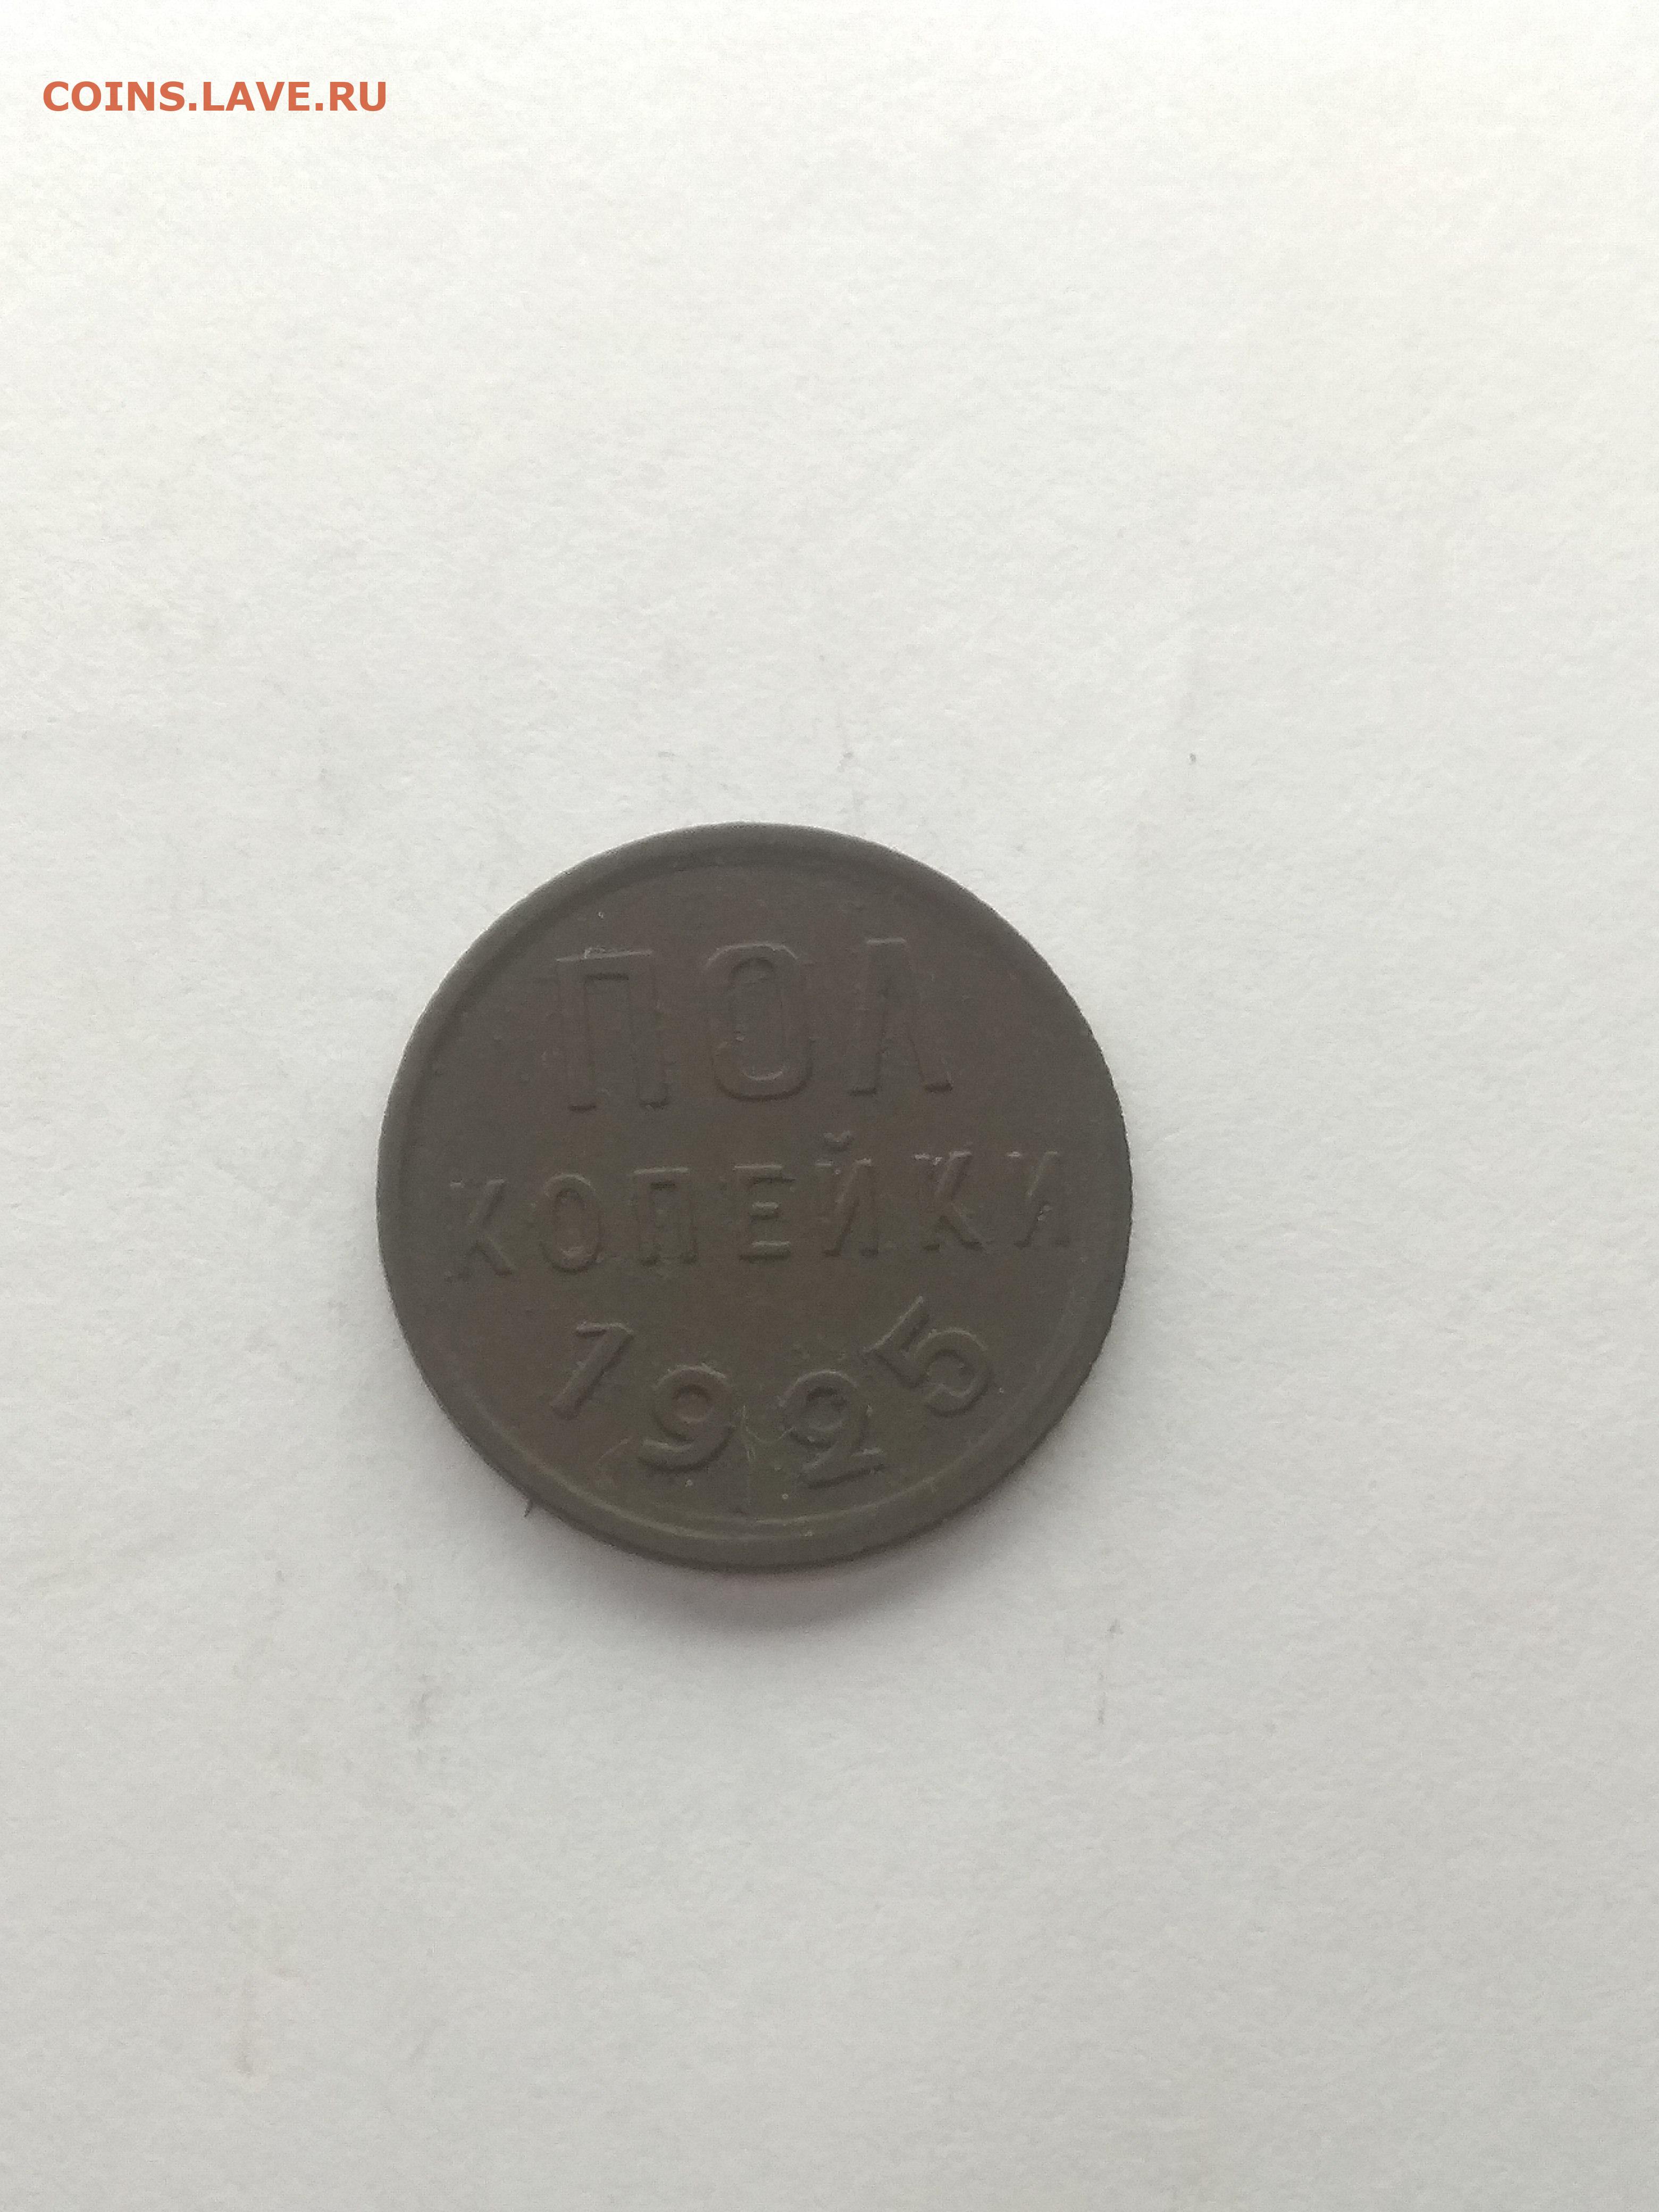 COINS.LAVE.RU
ПОЛ
КОПЕЙКИ
1925